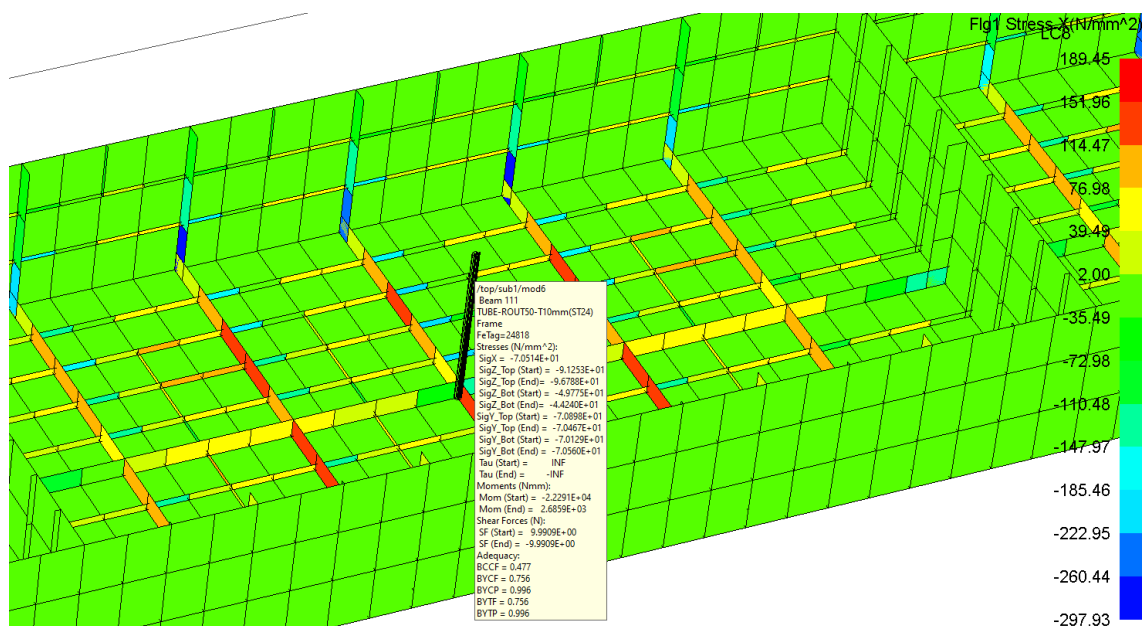 Flg1 Stress X(N/mm^2)
LC8
189.45
151.96
114.47
76.98
39.49
2.00
-35.49
-72.98
-110.48
-147.97
-185.46
-222.95
-260.44
-297.93
/top/sub1/mod6
Beam 111
TUBE-ROUT50-T10mm(ST24)
Frame
FeTag=24818
Stresses (N/mm^2):
SigX = -7.0514E+01
SigZ_Top (Start) = -9.1253E+01
SigZ_Top (End)= -9.6788E+01
SigZ_Bot (Start) = -4.9775E+01
SigZ_Bot (End)= -4.4240E+01
SigY_Top (Start) = -7.0898E+01
SigY_Top (End) = -7.0467E+01
SigY_Bot (Start) = -7.0129E+01
SigY_Bot (End) = -7.0560E+01
Tau (Start) = INF
Tau (End) = -INF
Moments (Nmm):
Mom (Start) = -2.2291E+04
Mom (End) = 2.6859E+03
Shear Forces (N):
SF (Start) = 9.9909E+00
SF (End) = -9.9909E+00
Adequacy:
BCCF = 0.477
BYCF = 0.756
BYCP = 0.996
BYTF = 0.756
BYTP = 0.996